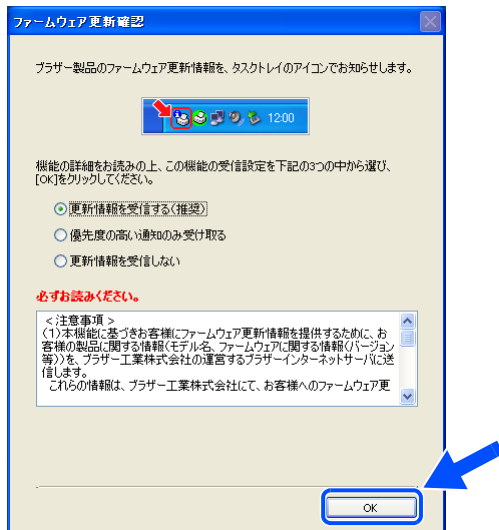 ファームウェア更新確認
ブラザー製品のファームウェア更新情報を、タスクトレイのアイコンでお知らせします。
12:00
機能の詳細をお読みの上、この機能の受信設定を下記の3つの中から選び、
[OK]をクリックしてください。
更新情報を受信する(推奨)
優先度の高い通知のみ受け取る
更新情報を受信しない
必ずお読みください。
<注意事項>
(1)本機能に基づきお客様にファームウェア更新情報を提供するために、お
客様の製品に関する情報(モデル名、ファームウェアに関する情報(バージョン
等))を、ブラザー工業株式会社の運営するブラザーインターネットサーバに送
信します。
これらの情報は、ブラザー工業株式会社にて、お客様へのファームウェア更
OK